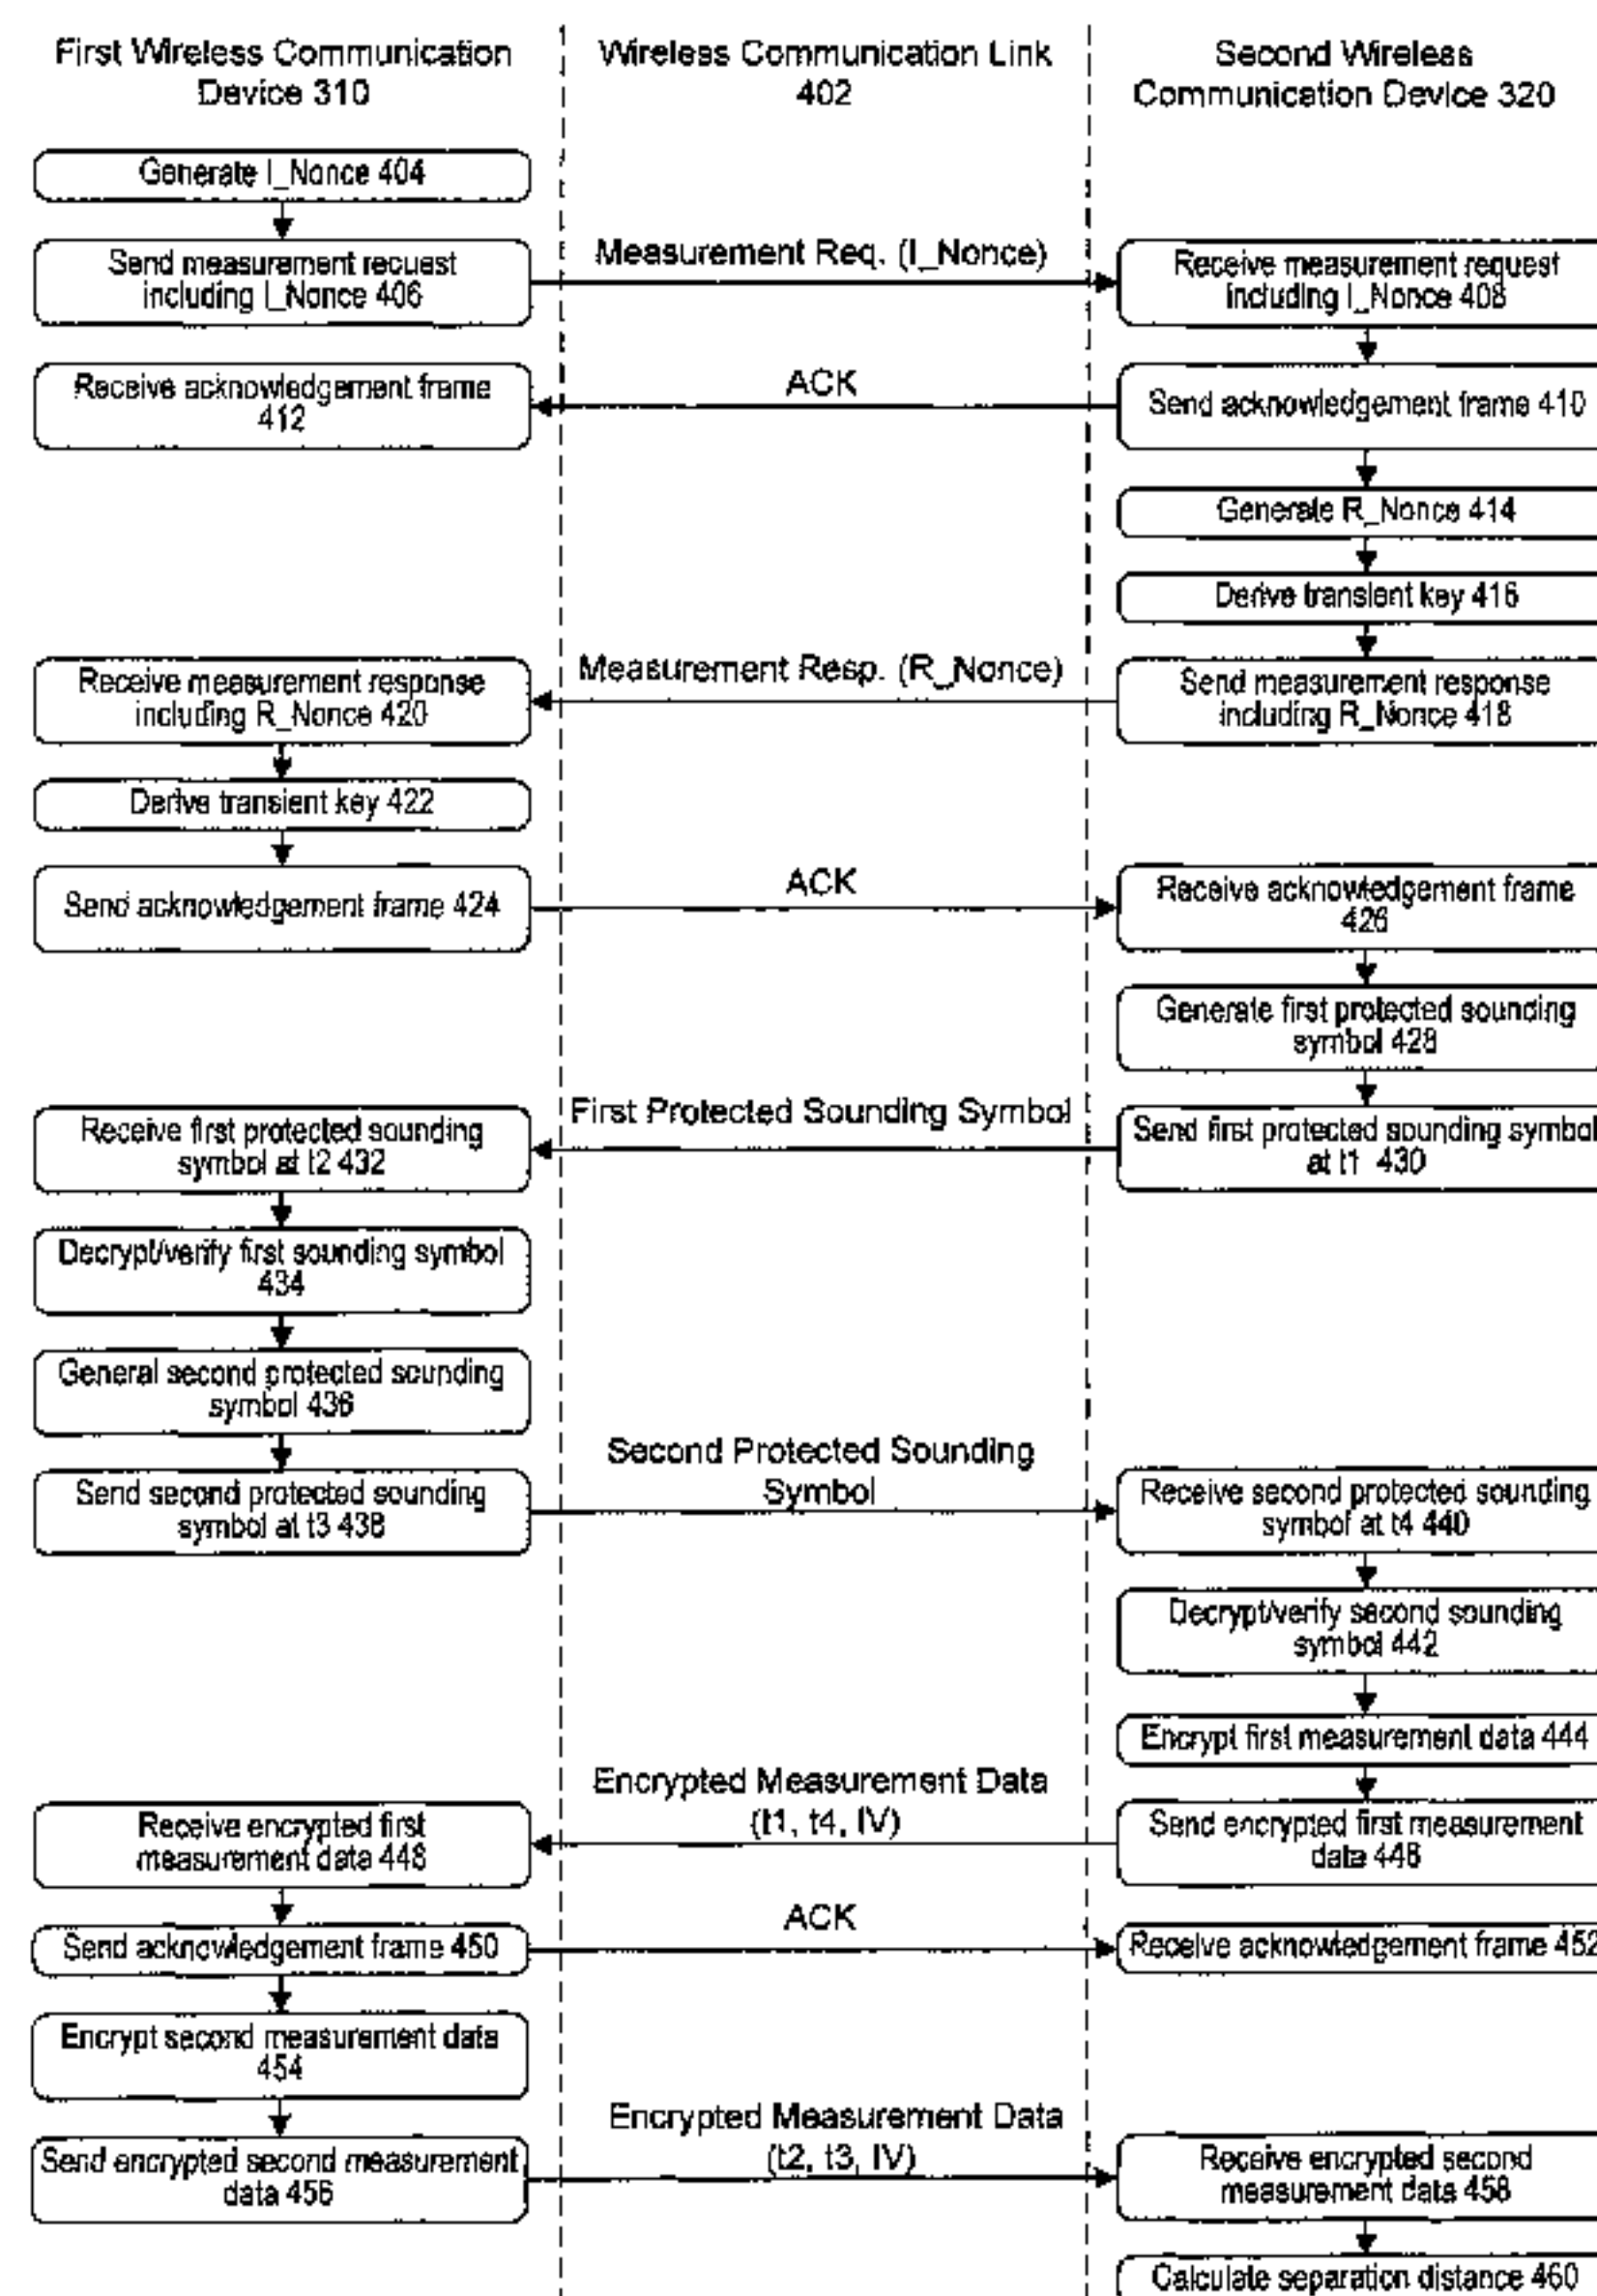 First Wireless Communication
Device 310
Wireless Communication Link
402
Second Wireless
Communication Device 320
Generate I_Nonce 404
Send measurement request
including I_Nonce 406
Measurement Req. (I_Nonce)
Receive measurement request
including I_Nonce 408
Receive acknowledgement frame
412
ACK
Send acknowledgement frame 410
Generate R_Nonce 414
Derive transient key 416
Receive measurement response
including R_Nonce 420
Measurement Resp. (R_Nonce)
Send measurement response
including R_Nonce 418
Derive transient key 422
Send acknowledgement frame 424
ACK
Receive acknowledgement frame
426
Generate first protected sounding
symbol 428
Receive first protected sounding
symbol at t2 432
First Protected Sounding Symbol
Send first protected sounding symbol
at t1 430
Decrypt/verify first sounding symbol
434
General second protected sounding
symbol 436
Send second protected sounding
symbol at t3 438
Second Protected Sounding
Symbol
Receive second protected sounding
symbol at t4 440
Decrypt/verify second sounding
symbol 442
Encrypt first measurement data 444
Receive encrypted first
measurement data 448
Encrypted Measurement Data
(t1, t4, IV)
Send encrypted first measurement
data 446
Send acknowledgement frame 450
ACK
Receive acknowledgement frame 452
Encrypt second measurement data
454
Send encrypted second measurement
data 456
Encrypted Measurement Data
(t2, t3, IV)
Receive encrypted second
measurement data 458
Calculate separation distance 460